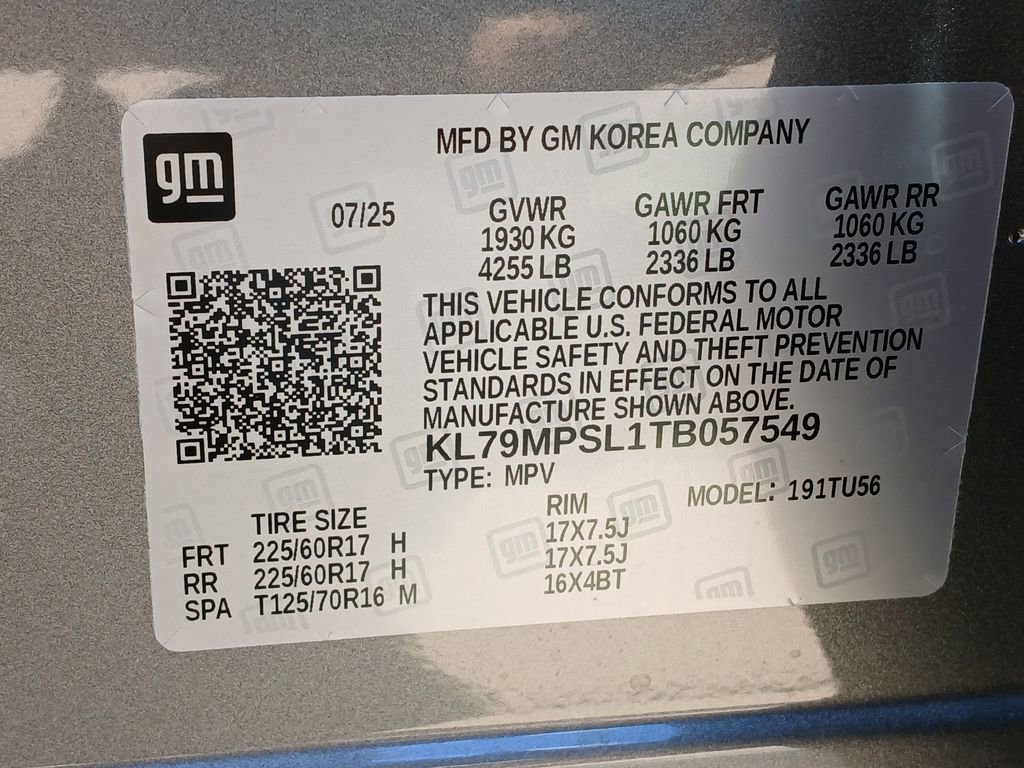 gm
MFD BY GM KOREA COMPANY
07/25
GVWR GAWR FRT GAWR RR
1930 KG 1060 KG 1060 KG
4255 LB 2336 LB 2336 LB
THIS VEHICLE CONFORMS TO ALL
APPLICABLE U.S. FEDERAL MOTOR
VEHICLE SAFETY AND THEFT PREVENTION
STANDARDS IN EFFECT ON THE DATE OF
MANUFACTURE SHOWN ABOVE.
KL79MPSL1TB057549
TYPE: MPV MODEL: 191TU56
TIRE SIZE RIM
FRT 225/60R17 H 17X7.5J
RR 225/60R17 H 17X7.5J
SPA T125/70R16 M 16X4BT